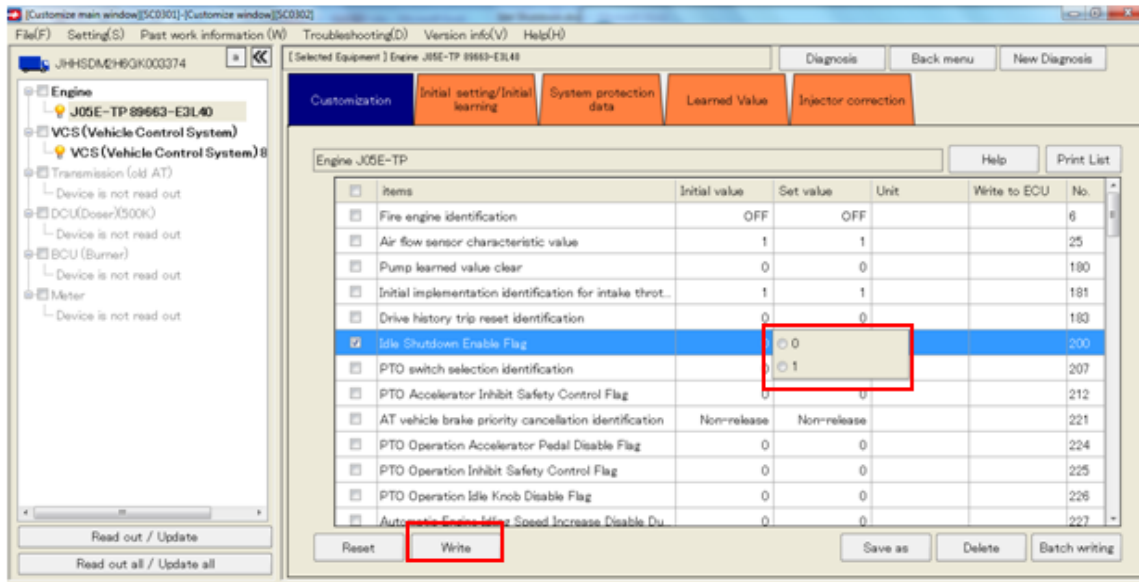 [Customize main window][SC0301]-[Customize window][SC0302]
File(F) Setting(S) Past work information (W) Troubleshooting(D) Version info(V) Help(H)
JHHSDM2H6GK003374
[ Selected Equipment ] Engine J05E-TP 89663-E3L40
Diagnosis Back menu New Diagnosis
Engine
J05E-TP 89663-E3L40
VCS (Vehicle Control System)
VCS (Vehicle Control System) 8
Transmission (old AT)
Device is not read out
DCU(Doser)(500K)
Device is not read out
BCU (Burner)
Device is not read out
Meter
Device is not read out
Read out / Update
Read out all / Update all
Customization
Initial setting/Initial
learning
System protection
data
Learned Value
Injector correction
Engine J05E-TP
Help Print List
items Initial value Set value Unit Write to ECU No.
Fire engine identification OFF OFF 6
Air flow sensor characteristic value 1 1 25
Pump learned value clear 0 0 180
Initial implementation identification for intake throt... 1 1 181
Drive history trip reset identification 0 0 183
Idle Shutdown Enable Flag 0 200
0
1
PTO switch selection identification 0 207
PTO Accelerator Inhibit Safety Control Flag 0 0 212
AT vehicle brake priority cancellation identification Non-release Non-release 221
PTO Operation Accelerator Pedal Disable Flag 0 0 224
PTO Operation Inhibit Safety Control Flag 0 0 225
PTO Operation Idle Knob Disable Flag 0 0 226
Automatic Engine Idling Speed Increase Disable Du... 0 0 227
Reset Write Save as Delete Batch writing